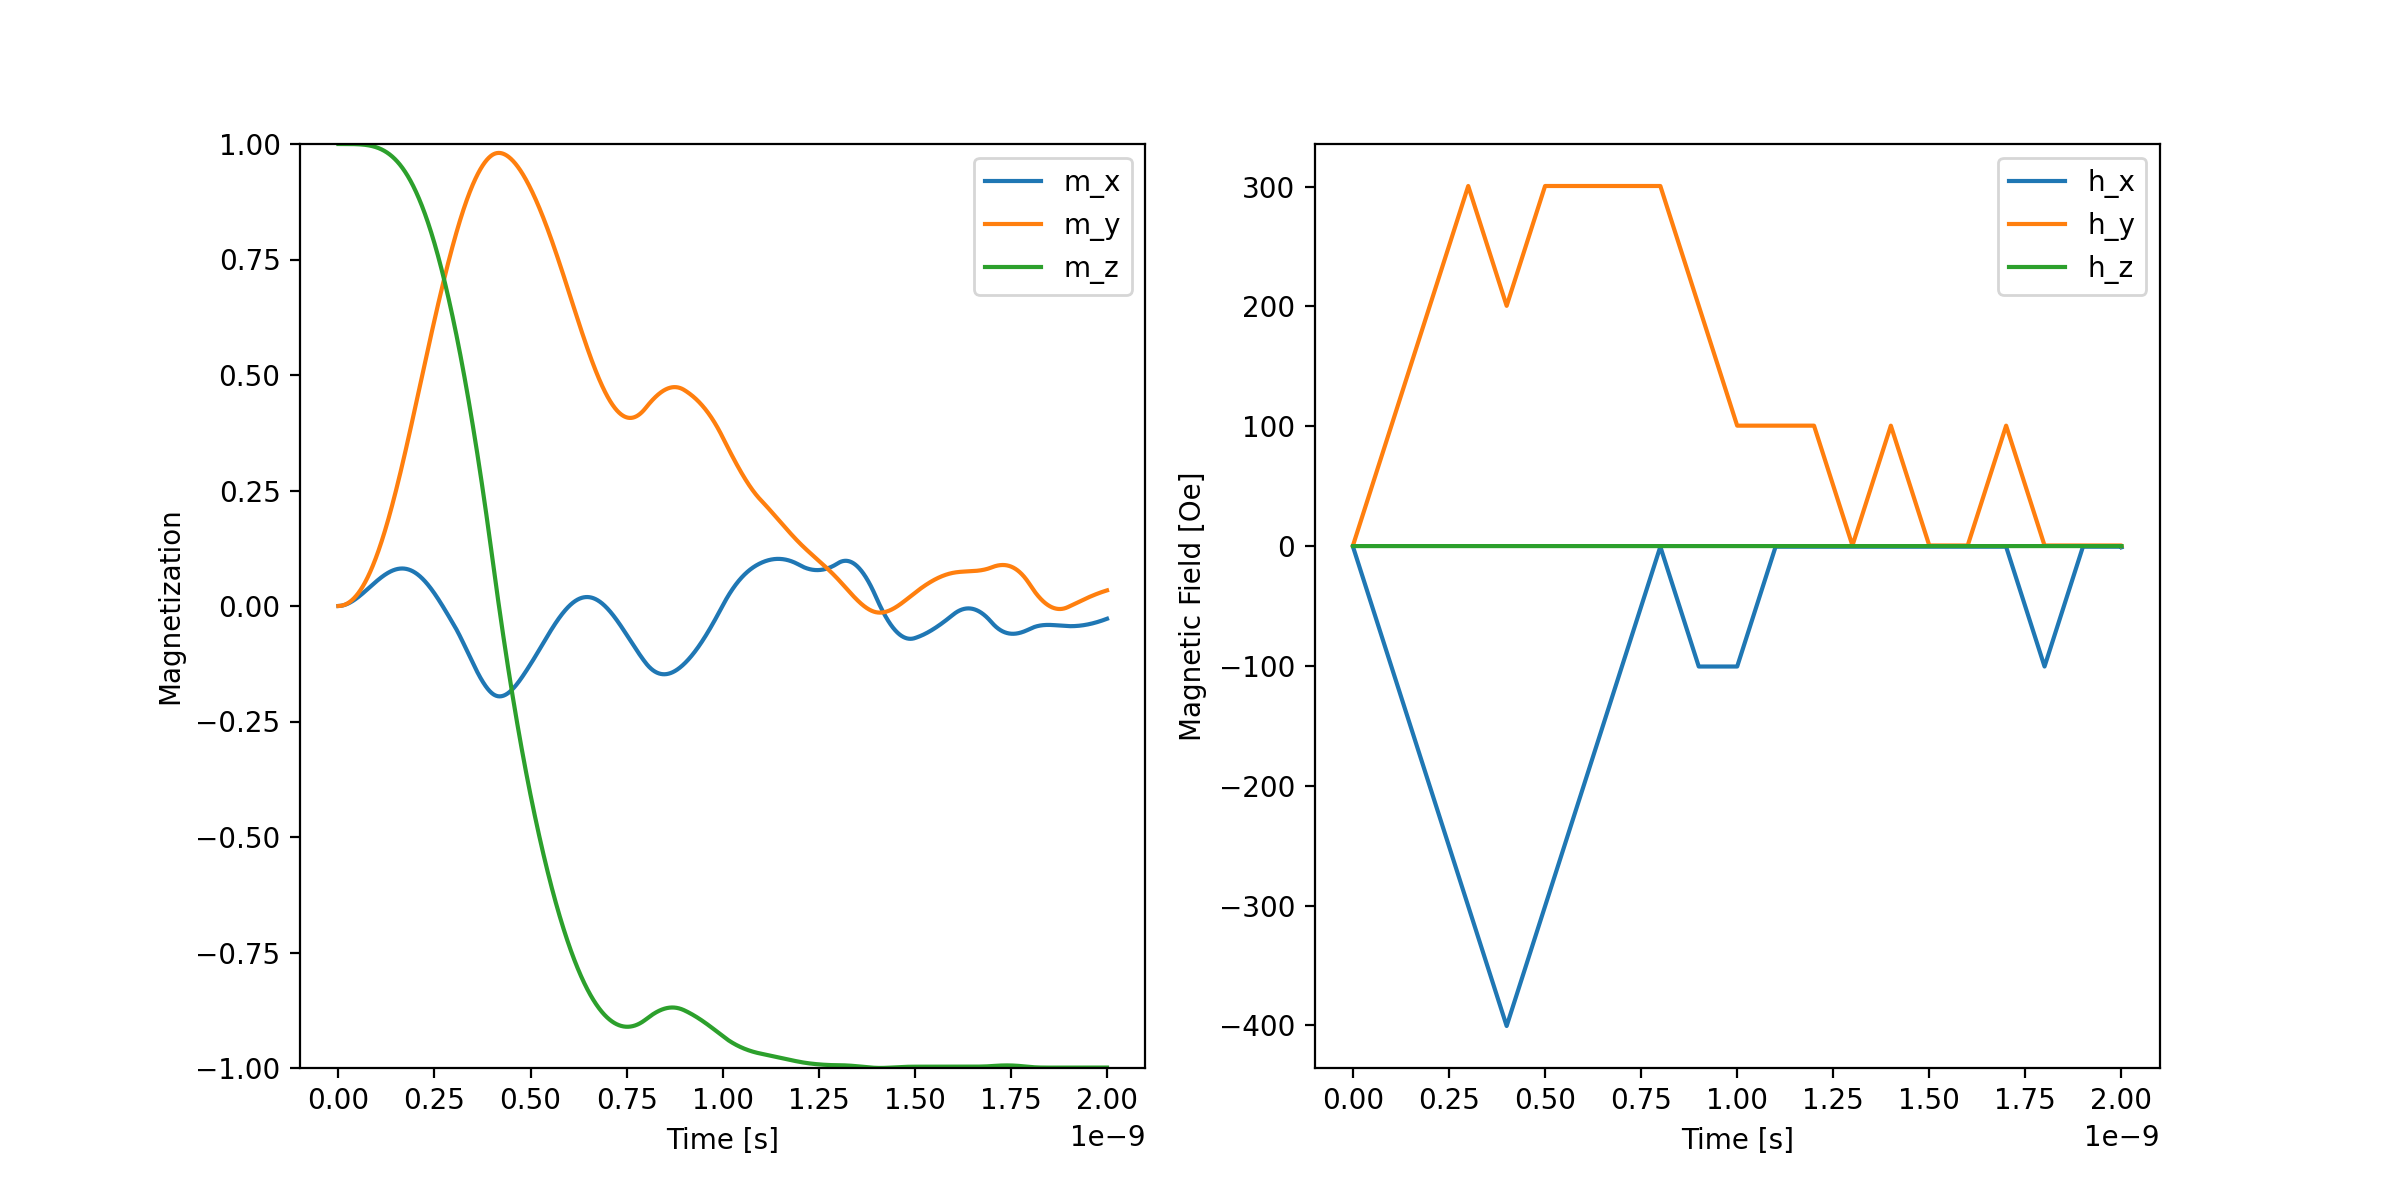 Magnetization
1.00
0.75
0.50
0.25
0.00
−0.25
−0.50
−0.75
−1.00
m_x
m_y
m_z
0.00 0.25 0.50 0.75 1.00 1.25 1.50 1.75 2.00
Time [s]
1e−9
Magnetic Field [Oe]
300
200
100
0
−100
−200
−300
−400
h_x
h_y
h_z
0.00 0.25 0.50 0.75 1.00 1.25 1.50 1.75 2.00
Time [s]
1e−9